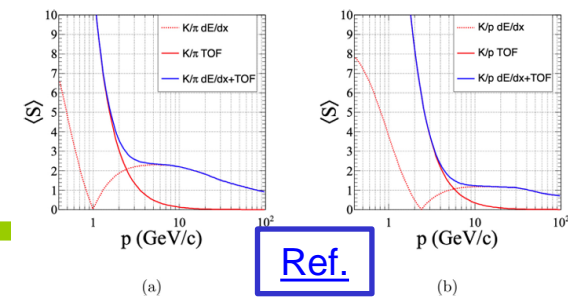 10
9
8
7
6
5
4
3
2
1
0
⟨S⟩
K/π dE/dx
K/π TOF
K/π dE/dx+TOF
1
10
10²
p (GeV/c)
(a)
10
9
8
7
6
5
4
3
2
1
0
⟨S⟩
K/p dE/dx
K/p TOF
K/p dE/dx+TOF
1
10
10²
p (GeV/c)
(b)
Ref.